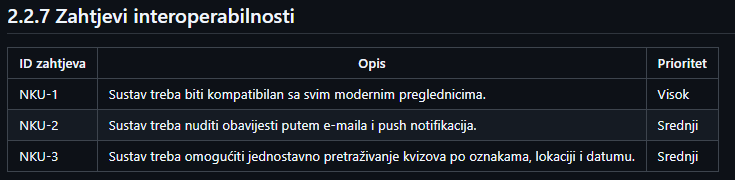 2.2.7 Zahtjevi interoperabilnosti
ID zahtjeva Opis Prioritet
NKU-1 Sustav treba biti kompatibilan sa svim modernim preglednicima. Visok
NKU-2 Sustav treba nuditi obavijesti putem e-maila i push notifikacija. Srednji
NKU-3 Sustav treba omogućiti jednostavno pretraživanje kvizova po oznakama, lokaciji i datumu. Srednji